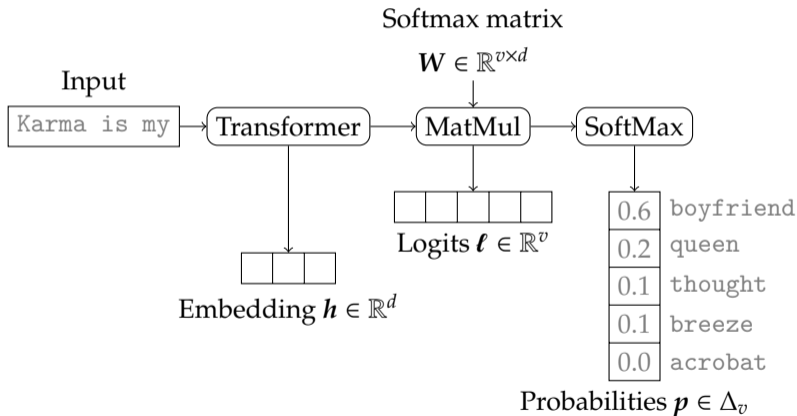 Softmax matrix
W ∈ ℝ^{v×d}
Input
Karma is my
Transformer
MatMul
SoftMax
Logits ℓ ∈ ℝ^v
Embedding h ∈ ℝ^d
0.6 boyfriend
0.2 queen
0.1 thought
0.1 breeze
0.0 acrobat
Probabilities p ∈ Δ_v